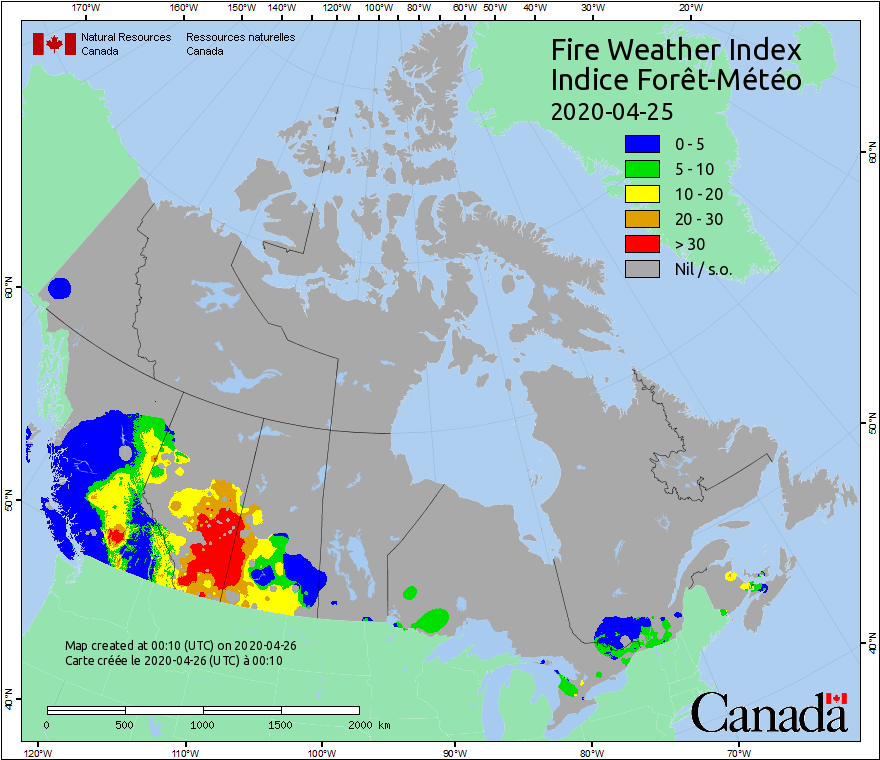 170°W 160°W 150°W 140°W 120°W 100°W 80°W 60°W 50°W 40°W 30°W 20°W
Natural Resources Ressources naturelles
Canada Canada
Fire Weather Index
Indice Forêt-Météo
2020-04-25
0 - 5
5 - 10
10 - 20
20 - 30
> 30
Nil / s.o.
60°N
60°N
50°N
50°N
40°N
40°N
Map created at 00:10 (UTC) on 2020-04-26
Carte créée le 2020-04-26 (UTC) à 00:10
0 500 1000 1500 2000 km
Canada
120°W 110°W 100°W 90°W 80°W 70°W